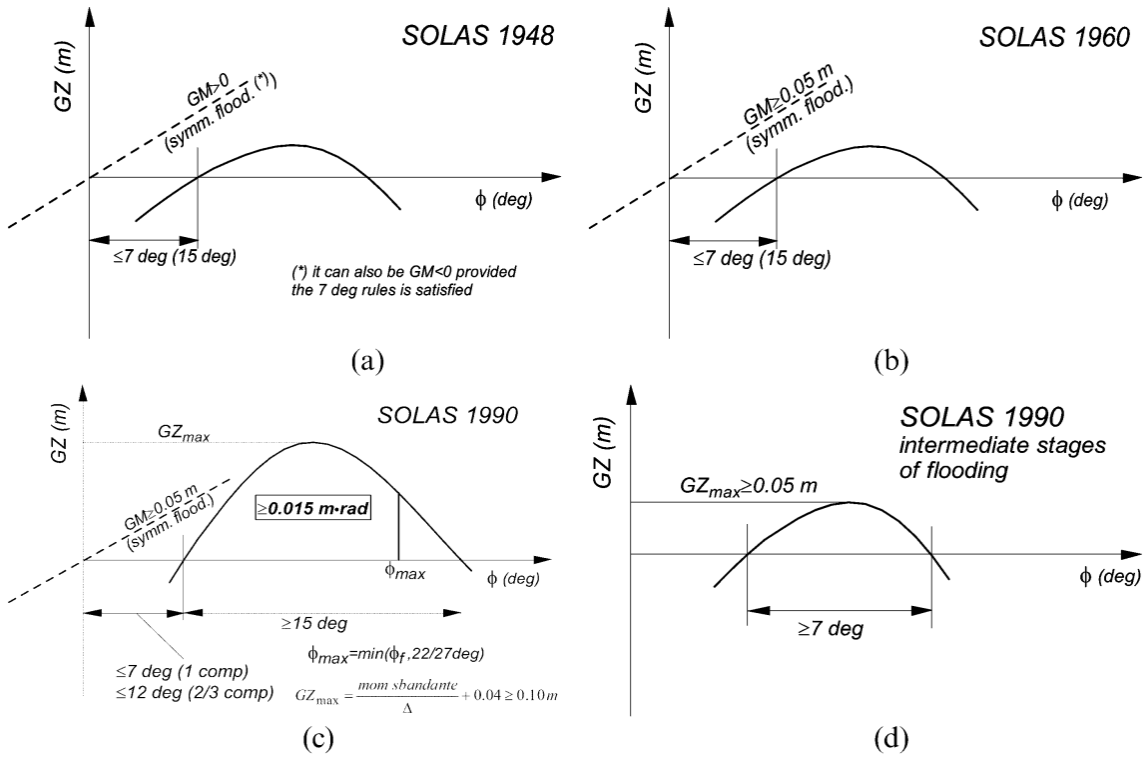 SOLAS 1948
GZ (m)
GM>0
(symm. flood.(*))
ϕ (deg)
≤7 deg (15 deg)
(*) it can also be GM<0 provided
the 7 deg rules is satisfied
(a)
SOLAS 1960
GZ (m)
GM≥0.05 m
(symm. flood.)
ϕ (deg)
≤7 deg (15 deg)
(b)
SOLAS 1990
GZ (m)
GZmax
GM≥0.05 m
(symm. flood.)
≥0.015 m·rad
ϕmax
ϕ (deg)
≥15 deg
≤7 deg (1 comp)
≤12 deg (2/3 comp)
ϕmax=min(ϕf,22/27deg)
GZmax = mom sbandante / Δ + 0.04 ≥ 0.10 m
(c)
SOLAS 1990
intermediate stages
of flooding
GZ (m)
GZmax≥0.05 m
ϕ (deg)
≥7 deg
(d)